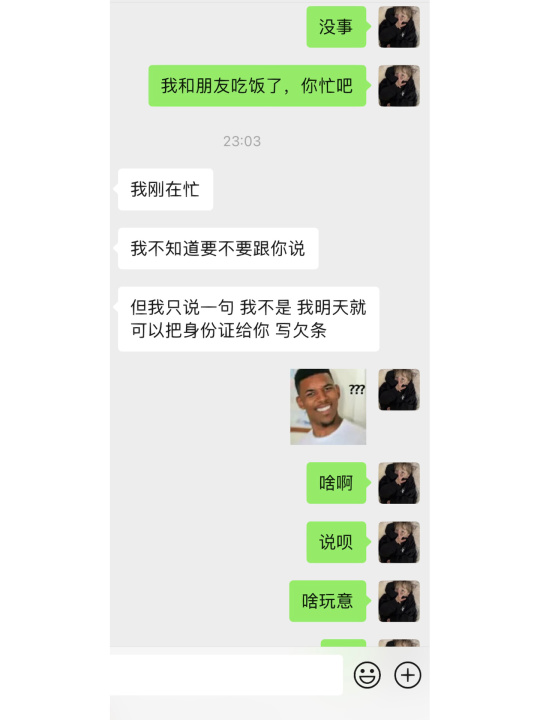 没事
我和朋友吃饭了，你忙吧
23:03
我刚在忙
我不知道要不要跟你说
但我只说一句 我不是 我明天就
可以把身份证给你 写欠条
???
啥啊
说呗
啥玩意